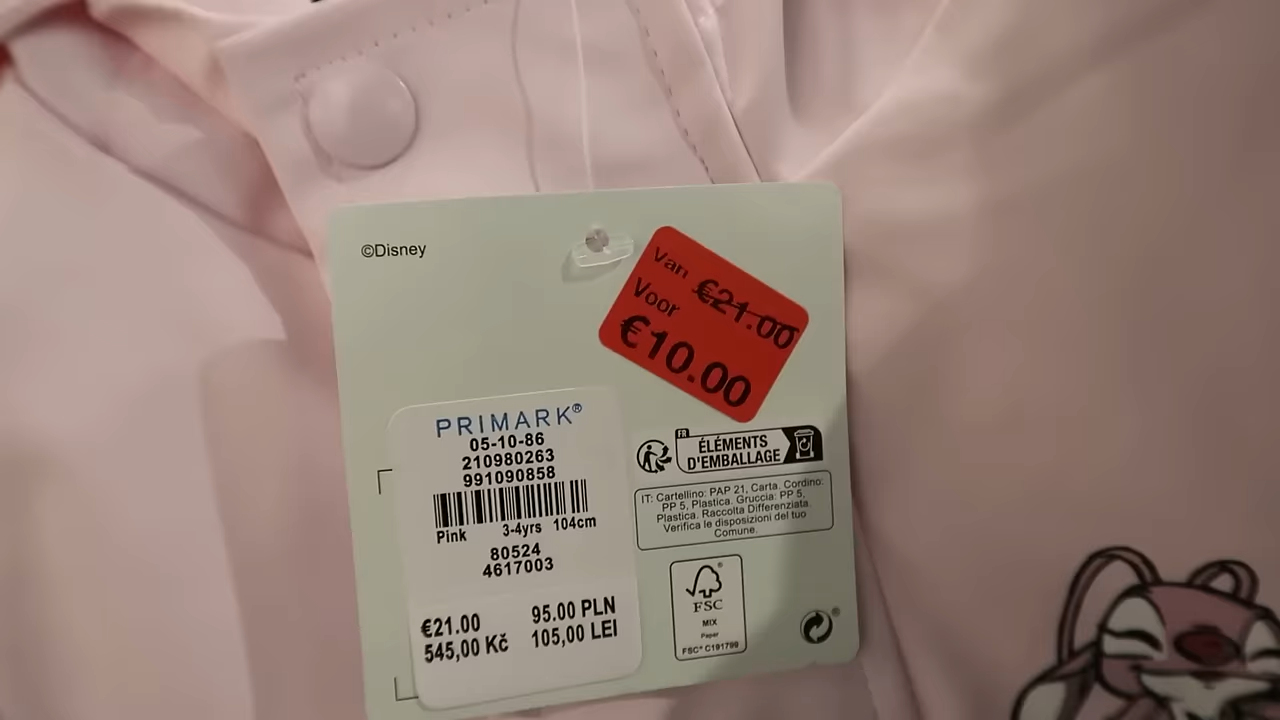 ©Disney
Van €21.00
Voor
€10.00
PRIMARK®
05-10-86
210980263
991090858
Pink 3-4yrs 104cm
80524
4617003
€21.00 95.00 PLN
545,00 Kč 105,00 LEI
FR
ÉLÉMENTS
D'EMBALLAGE
IT: Cartellino: PAP 21, Carta. Cordino:
PP 5, Plastica. Gruccia: PP 5,
Plastica. Raccolta Differenziata.
Verifica le disposizioni del tuo
Comune.
FSC
MIX
Paper
FSC® C191799